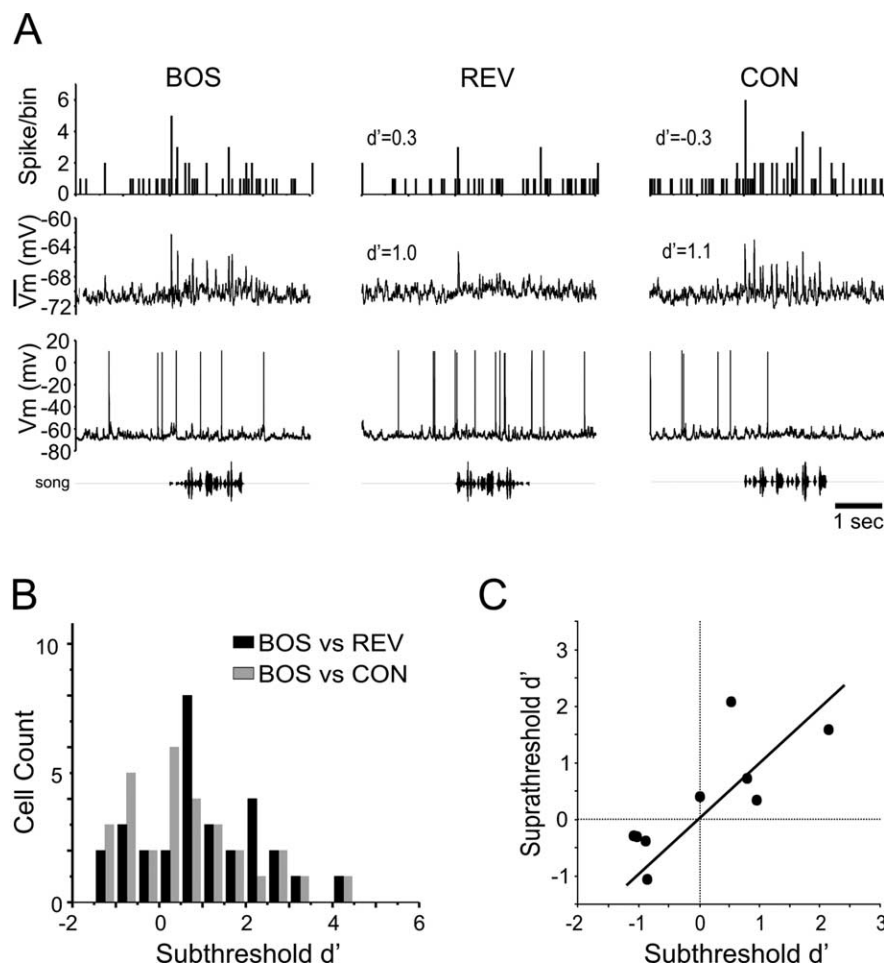 A
BOS REV CON
Spike/bin
6
4
2
0
d'=0.3
d'=-0.3
Vm (mV)
-60
-64
-68
-72
d'=1.0
d'=1.1
Vm (mv)
20
0
-20
-40
-60
-80
song
1 sec
B
BOS vs REV
BOS vs CON
Cell Count
10
5
0
-2 0 2 4 6
Subthreshold d'
C
Suprathreshold d'
3
2
1
0
-1
-2 -1 0 1 2 3
Subthreshold d'